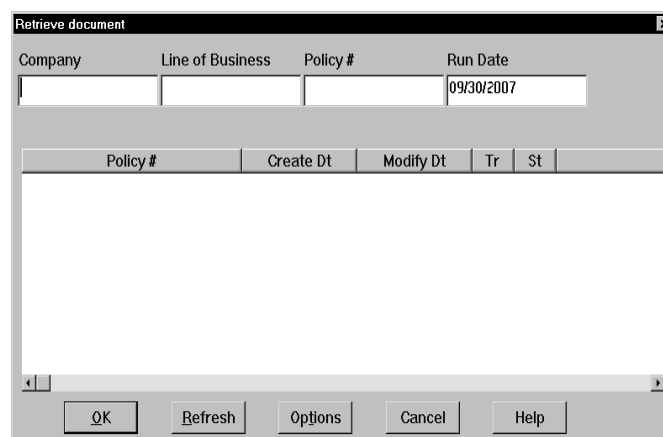 Retrieve document
Company Line of Business Policy # Run Date
09/30/2007
Policy # Create Dt Modify Dt Tr St
OK Refresh Options Cancel Help